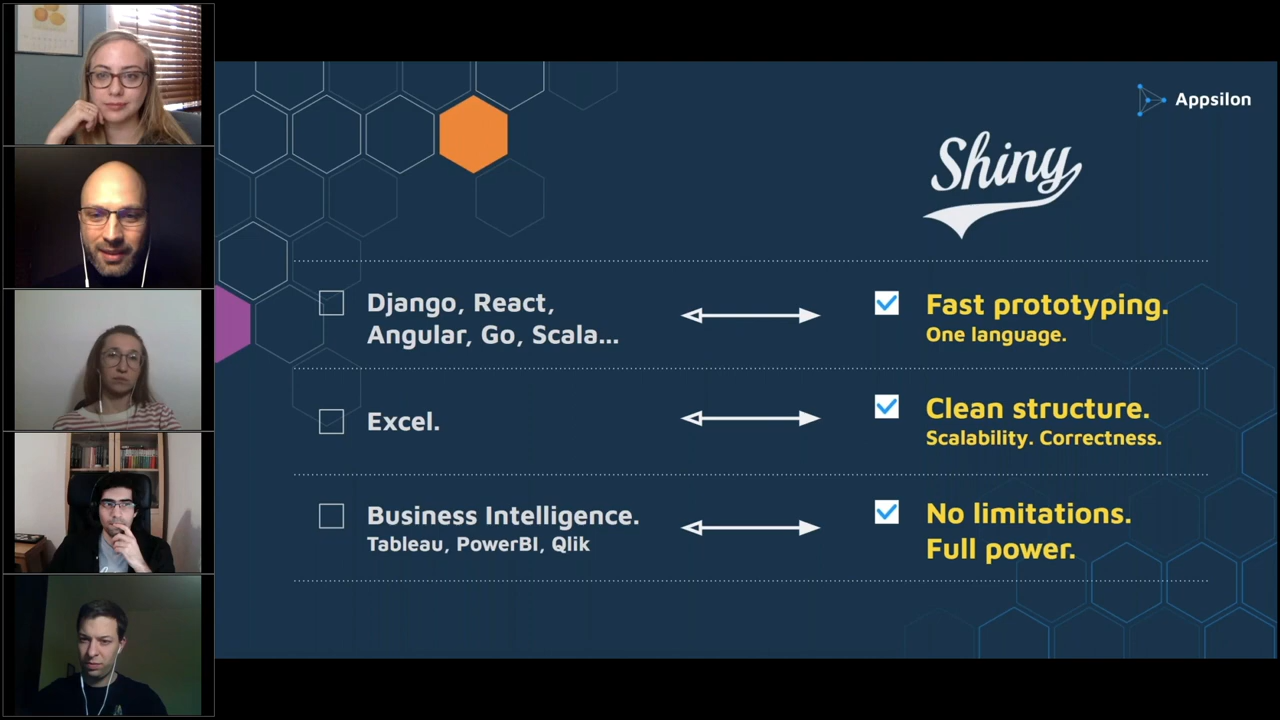 Appsilon
Shiny
Django, React,
Angular, Go, Scala...
Fast prototyping.
One language.
Excel.
Clean structure.
Scalability. Correctness.
Business Intelligence.
Tableau, PowerBI, Qlik
No limitations.
Full power.